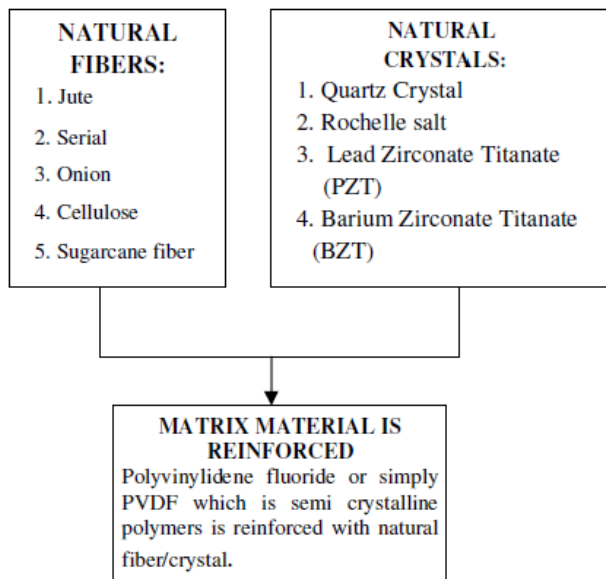 NATURAL
FIBERS:
1. Jute
2. Serial
3. Onion
4. Cellulose
5. Sugarcane fiber
NATURAL
CRYSTALS:
1. Quartz Crystal
2. Rochelle salt
3. Lead Zirconate Titanate
(PZT)
4. Barium Zirconate Titanate
(BZT)
MATRIX MATERIAL IS
REINFORCED
Polyvinylidene fluoride or simply
PVDF which is semi crystalline
polymers is reinforced with natural
fiber/crystal.